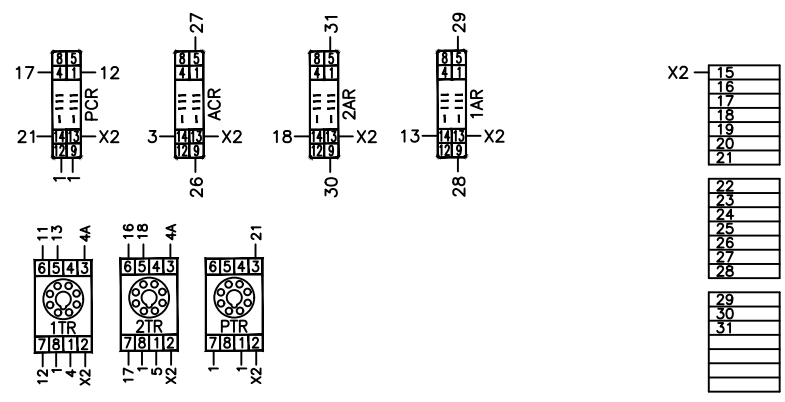 27 31 29
8 5 8 5 8 5 8 5
17 4 1 12 4 1 4 1 4 1 X2 15
16
PCR ACR 2AR 1AR 17
18
21 14 13 X2 3 14 13 X2 18 14 13 X2 13 14 13 X2 19
12 9 12 9 12 9 12 9 20
21
1 1 26 30 28
22
23
24
11 13 4A 16 18 4A 21 25
26
6 5 4 3 6 5 4 3 6 5 4 3 27
28
29
30
1TR 2TR PTR 31
7 8 1 2 7 8 1 2 7 8 1 2
12 1 4 X2 17 1 5 X2 1 1 X2